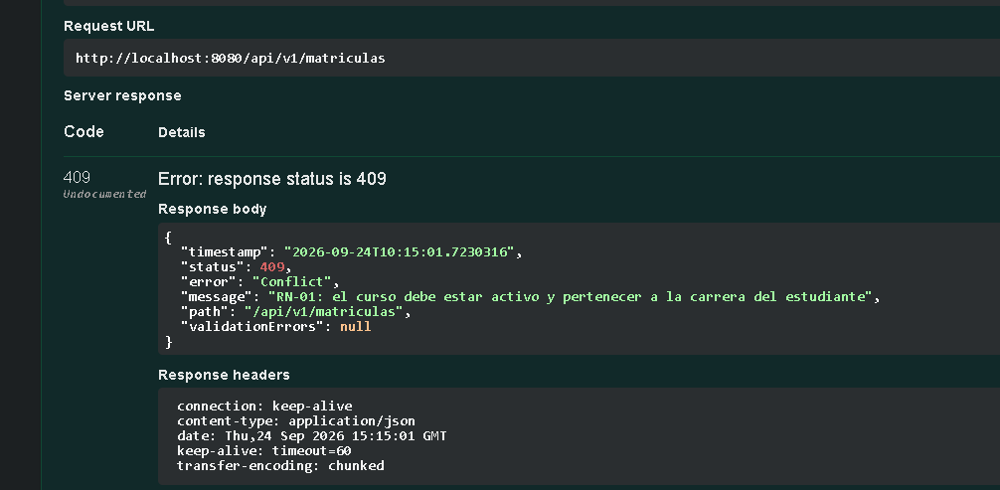 Request URL
http://localhost:8080/api/v1/matriculas
Server response
Code Details
409 Error: response status is 409
Undocumented
Response body
{
"timestamp": "2026-09-24T10:15:01.7230316",
"status": 409,
"error": "Conflict",
"message": "RN-01: el curso debe estar activo y pertenecer a la carrera del estudiante",
"path": "/api/v1/matriculas",
"validationErrors": null
}
Response headers
connection: keep-alive
content-type: application/json
date: Thu,24 Sep 2026 15:15:01 GMT
keep-alive: timeout=60
transfer-encoding: chunked